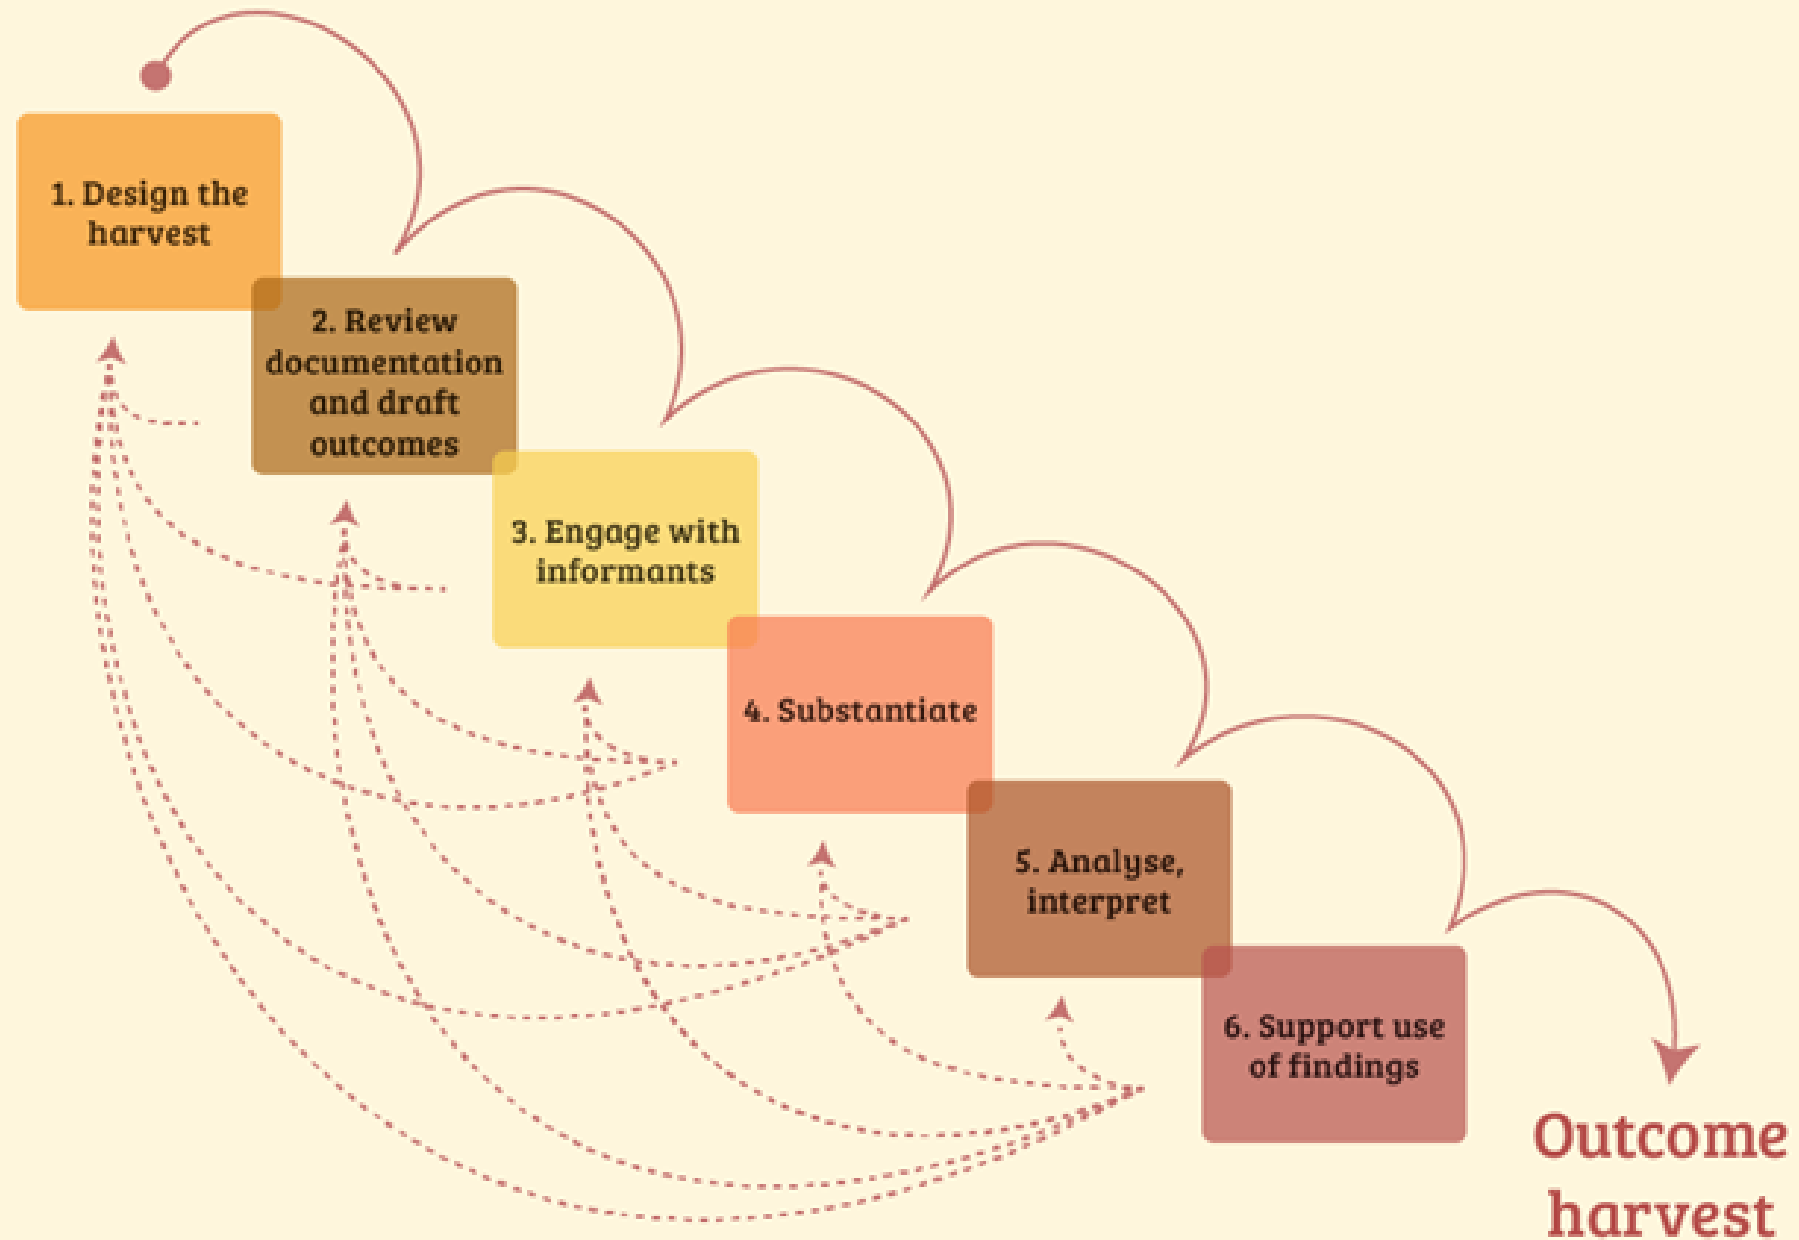 1. Design the
harvest
2. Review
documentation
and draft
outcomes
3. Engage with
informants
4. Substantiate
5. Analyse,
interpret
6. Support use
of findings
Outcome
harvest